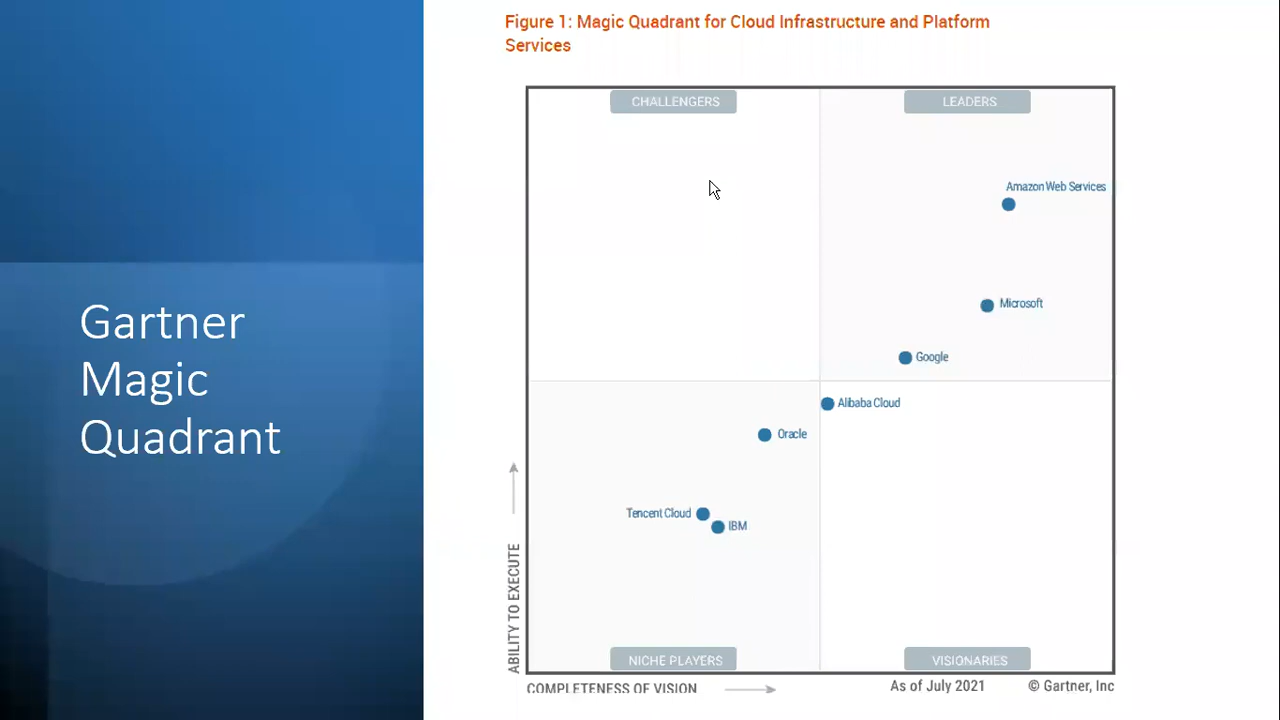 Gartner
Magic
Quadrant
Figure 1: Magic Quadrant for Cloud Infrastructure and Platform
Services
CHALLENGERS
LEADERS
Amazon Web Services
Microsoft
Google
Alibaba Cloud
Oracle
Tencent Cloud
IBM
NICHE PLAYERS
VISIONARIES
ABILITY TO EXECUTE
COMPLETENESS OF VISION
As of July 2021
© Gartner, Inc